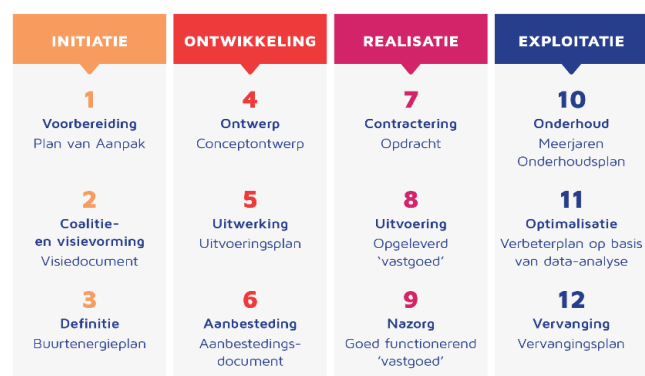 INITIATIE
1
Voorbereiding
Plan van Aanpak
2
Coalitie-
en visievorming
Visiedocument
3
Definitie
Buurtenergieplan
ONTWIKKELING
4
Ontwerp
Conceptontwerp
5
Uitwerking
Uitvoeringsplan
6
Aanbesteding
Aanbestedings-
document
REALISATIE
7
Contractering
Opdracht
8
Uitvoering
Opgeleverd
‘vastgoed’
9
Nazorg
Goed functionerend
’vastgoed’
EXPLOITATIE
10
Onderhoud
Meerjaren
Onderhoudsplan
11
Optimalisatie
Verbeterplan op basis
van data-analyse
12
Vervanging
Vervangingsplan